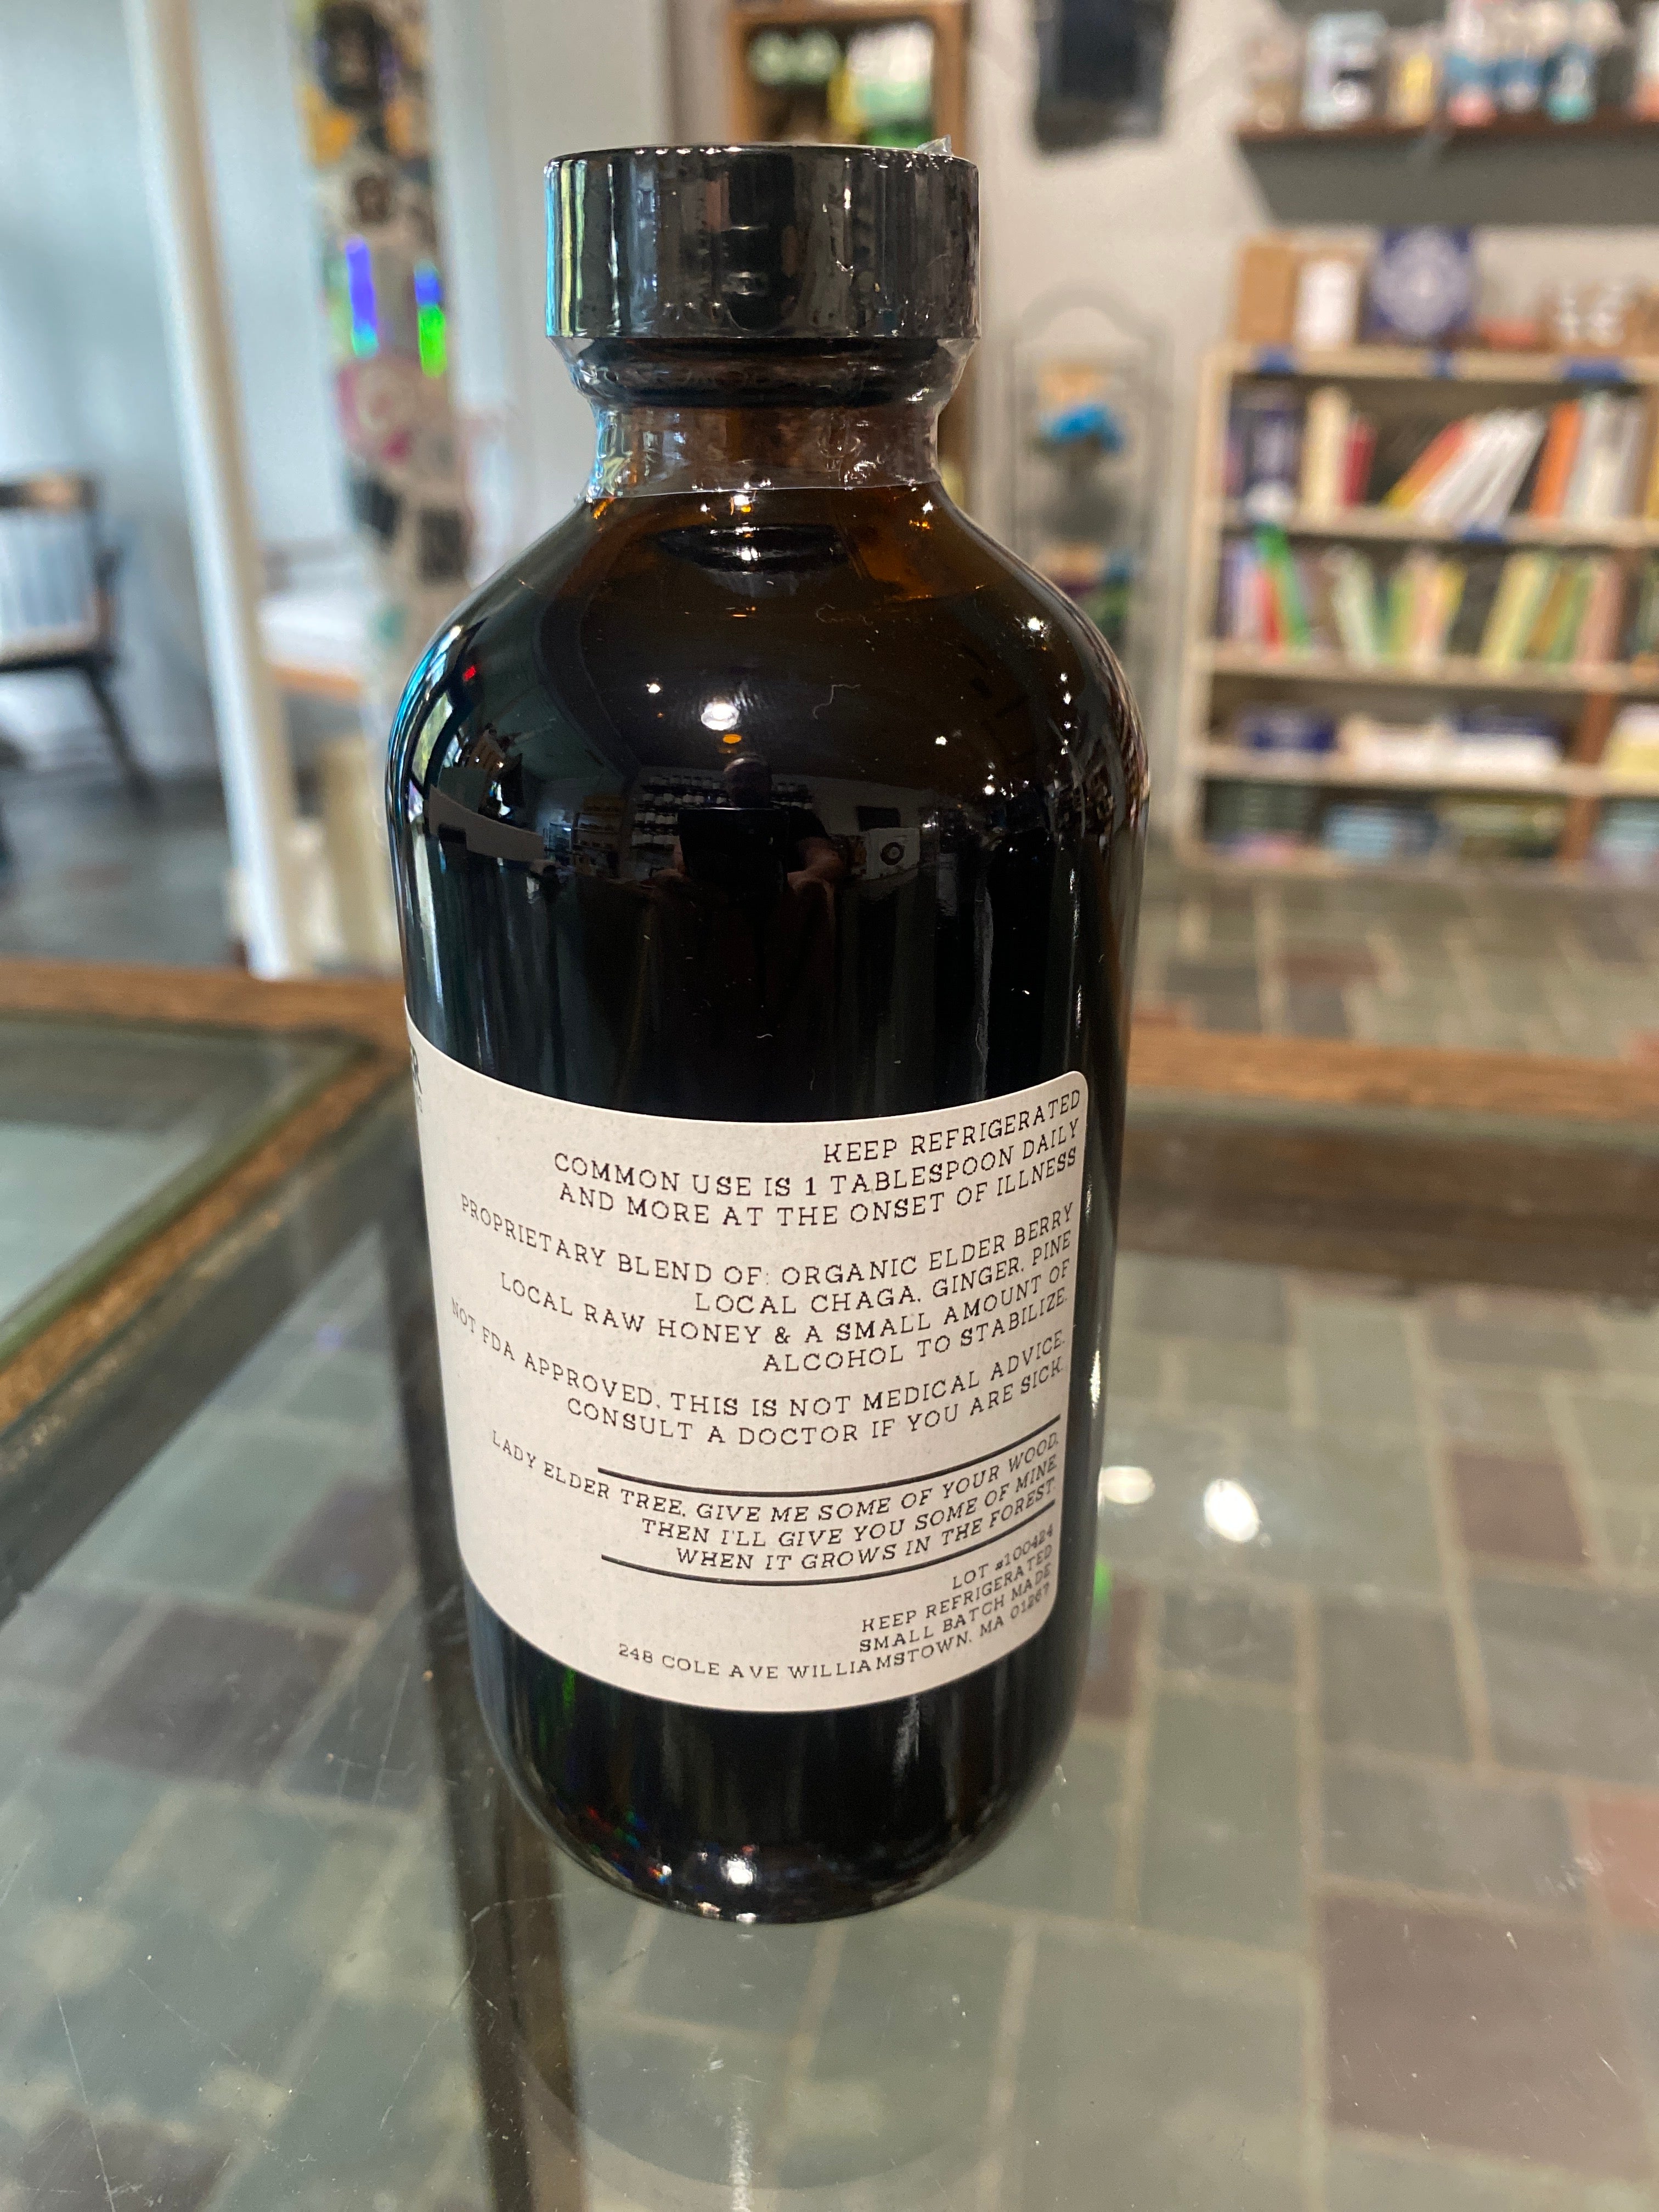 KEEP REFRIGERATED
COMMON USE IS 1 TABLESPOON DAILY
AND MORE AT THE ONSET OF ILLNESS
PROPRIETARY BLEND OF: ORGANIC ELDER BERRY
LOCAL CHAGA, GINGER, PINE
LOCAL RAW HONEY & A SMALL AMOUNT OF
ALCOHOL TO STABILIZE.
NOT FDA APPROVED. THIS IS NOT MEDICAL ADVICE.
CONSULT A DOCTOR IF YOU ARE SICK.
LADY ELDER TREE, GIVE ME SOME OF YOUR WOOD,
THEN I'LL GIVE YOU SOME OF MINE,
WHEN IT GROWS IN THE FOREST.
LOT #100424
KEEP REFRIGERATED
SMALL BATCH MADE
248 COLE AVE WILLIAMSTOWN, MA 01267